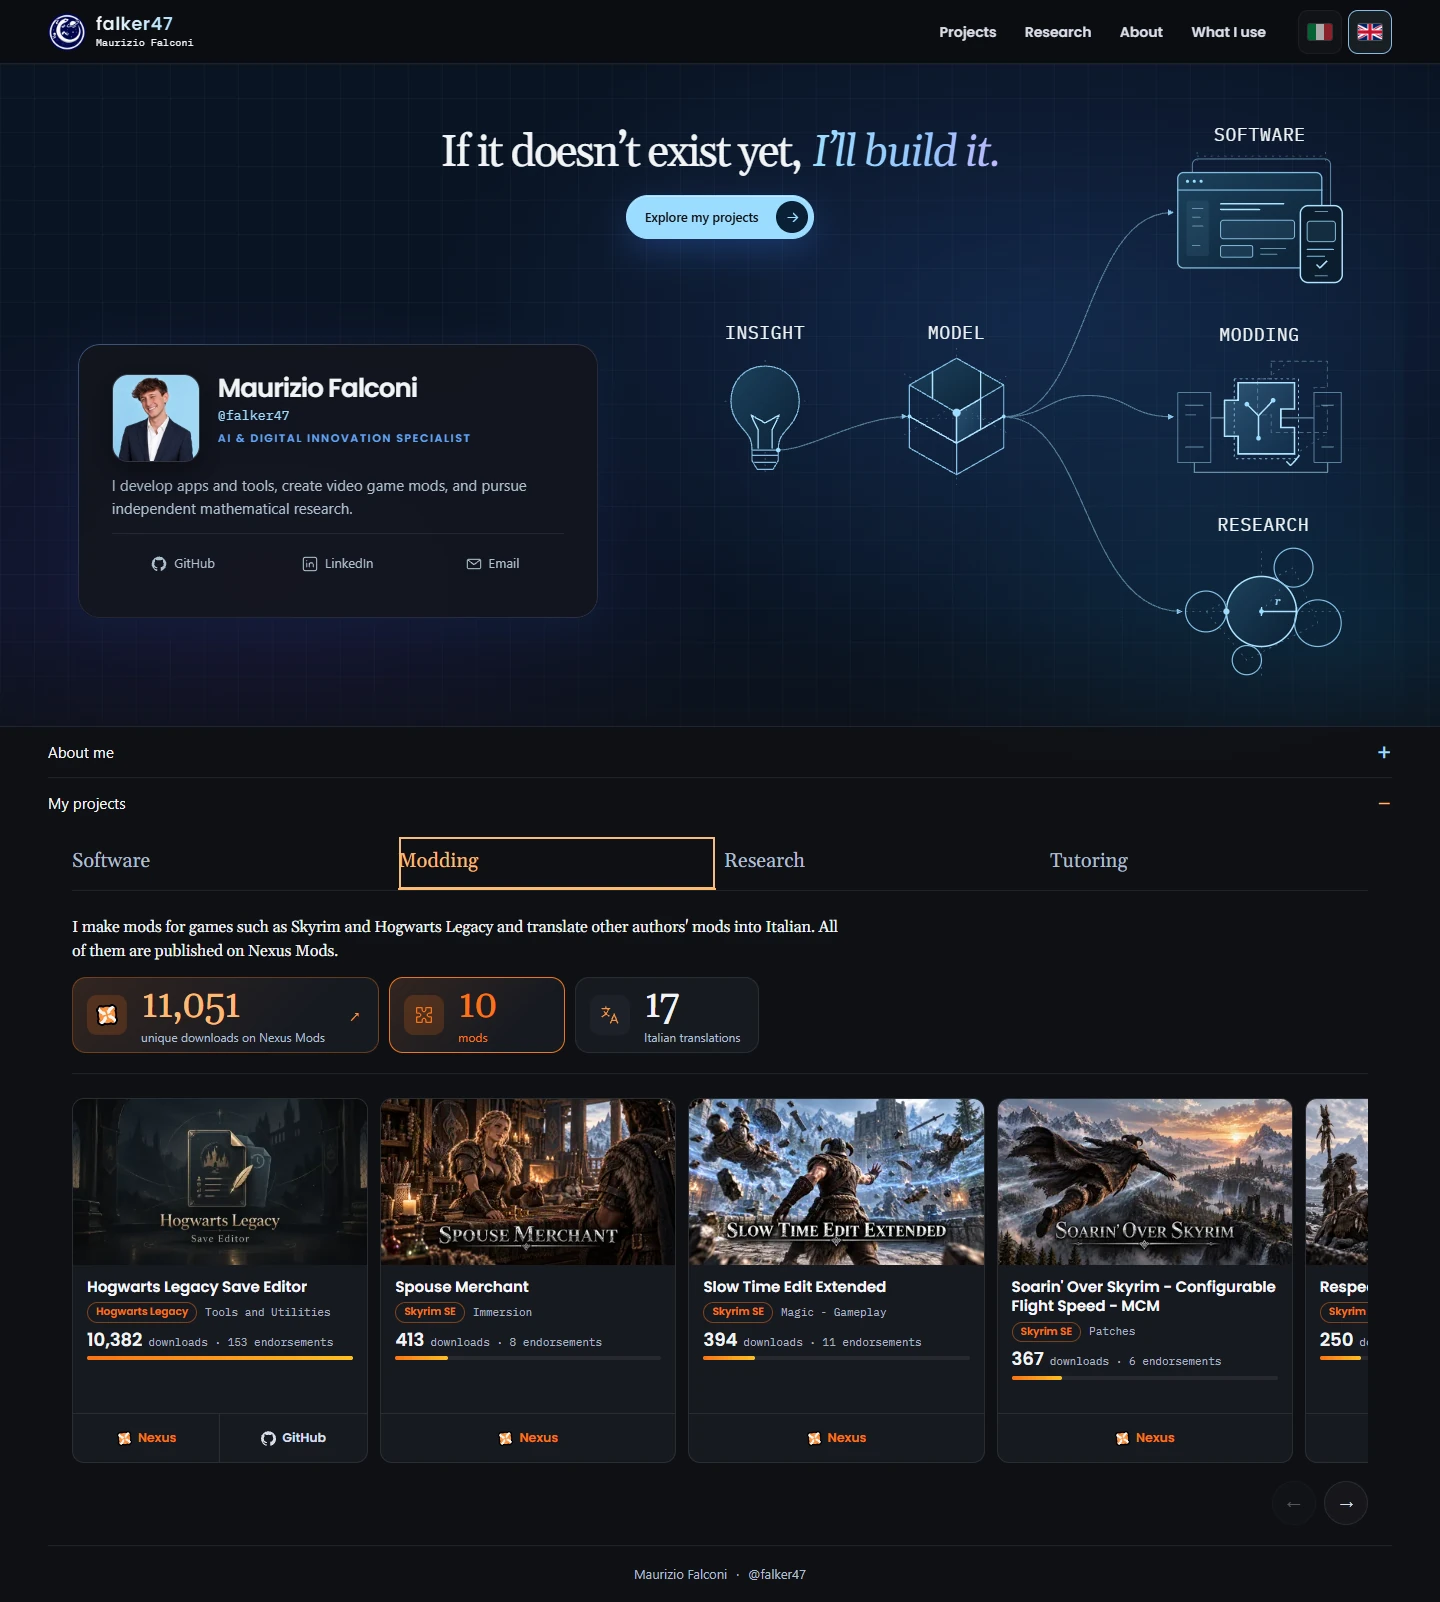 falker47
Maurizio Falconi
Projects
Research
About
What I use
If it doesn't exist yet, I'll build it.
Explore my projects →
SOFTWARE
INSIGHT
MODEL
MODDING
RESEARCH
r
Maurizio Falconi
@falker47
AI & DIGITAL INNOVATION SPECIALIST
I develop apps and tools, create video game mods, and pursue
independent mathematical research.
GitHub
LinkedIn
Email
About me +
My projects −
Software
Modding
Research
Tutoring
I make mods for games such as Skyrim and Hogwarts Legacy and translate other authors' mods into Italian. All
of them are published on Nexus Mods.
11,051
unique downloads on Nexus Mods
↗
10
mods
17
Italian translations
Hogwarts Legacy
Save Editor
Hogwarts Legacy Save Editor
Hogwarts Legacy Tools and Utilities
10,382 downloads · 153 endorsements
Nexus
GitHub
SPOUSE MERCHANT
Spouse Merchant
Skyrim SE Immersion
413 downloads · 8 endorsements
Nexus
SLOW TIME EDIT EXTENDED
Slow Time Edit Extended
Skyrim SE Magic - Gameplay
394 downloads · 11 endorsements
Nexus
SOARIN' OVER SKYRIM
Soarin' Over Skyrim - Configurable
Flight Speed - MCM
Skyrim SE Patches
367 downloads · 6 endorsements
Nexus
Skyrim
250
← →
Maurizio Falconi · @falker47